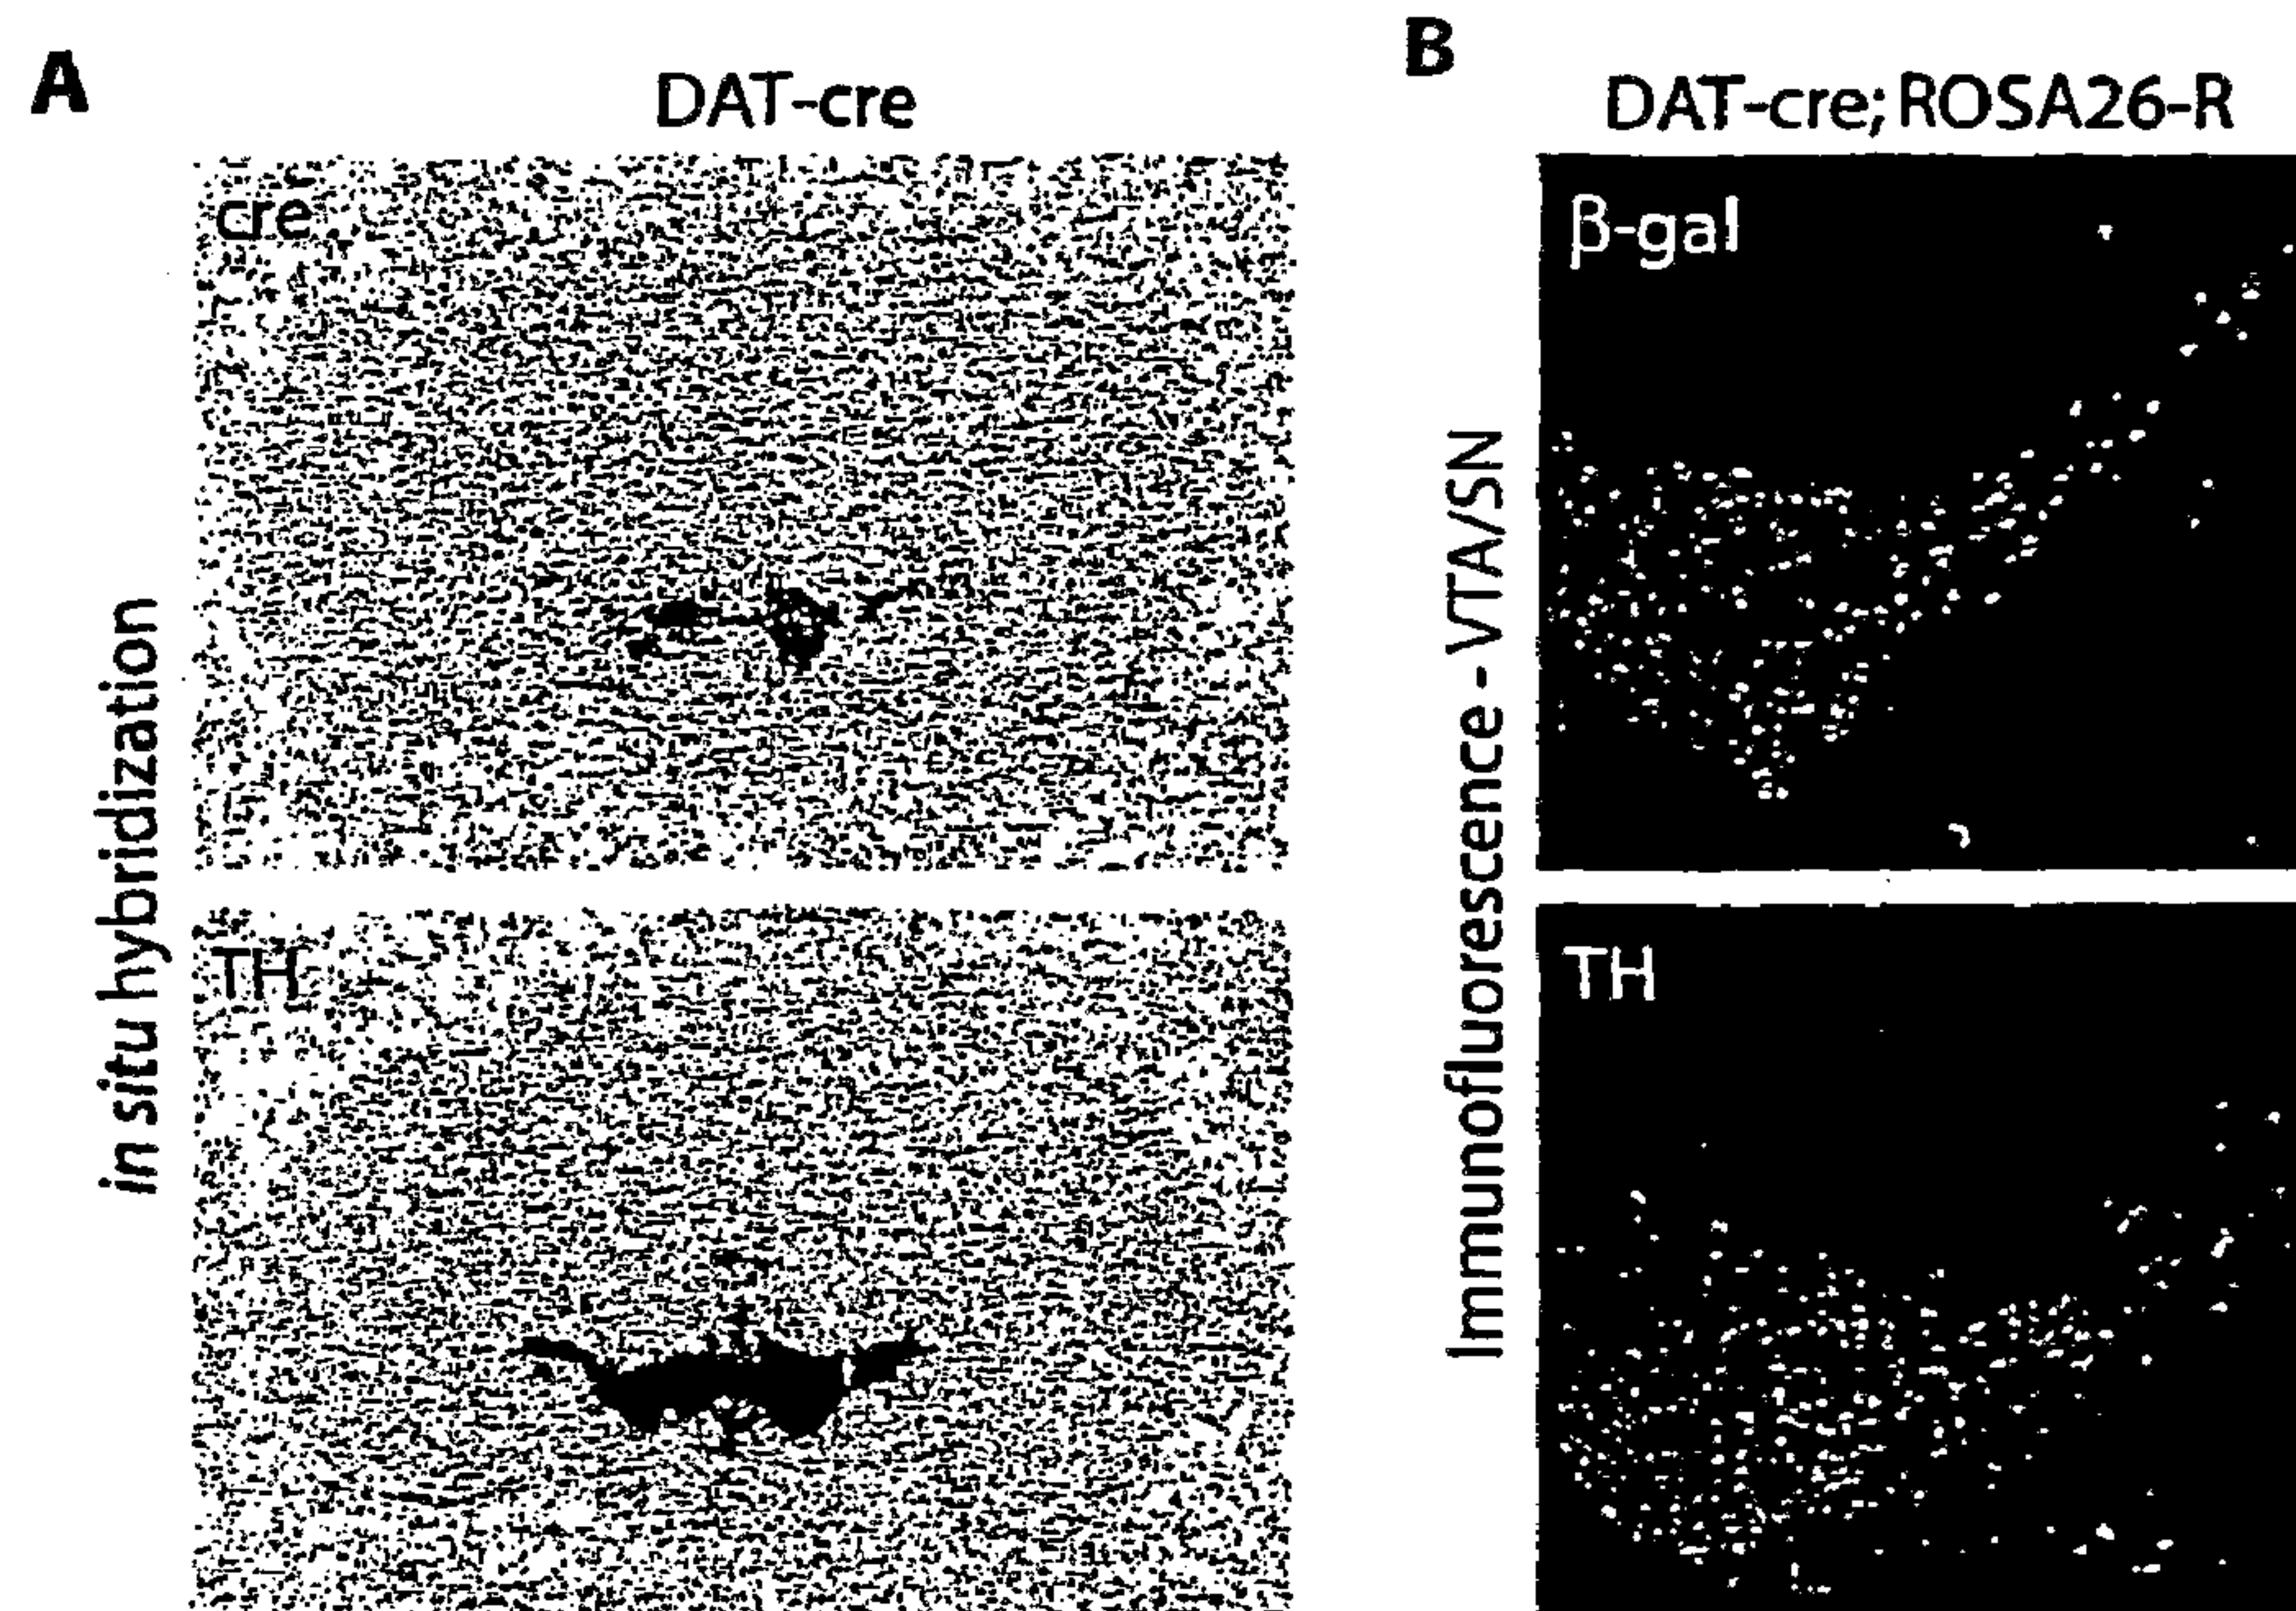 A
DAT-cre
in situ hybridization
cre
TH
B
DAT-cre; ROSA26-R
Immunofluorescence - VTA/SN
β-gal
TH